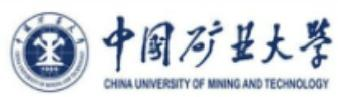 中国矿业大学
CHINA UNIVERSITY OF MINING AND TECHNOLOGY